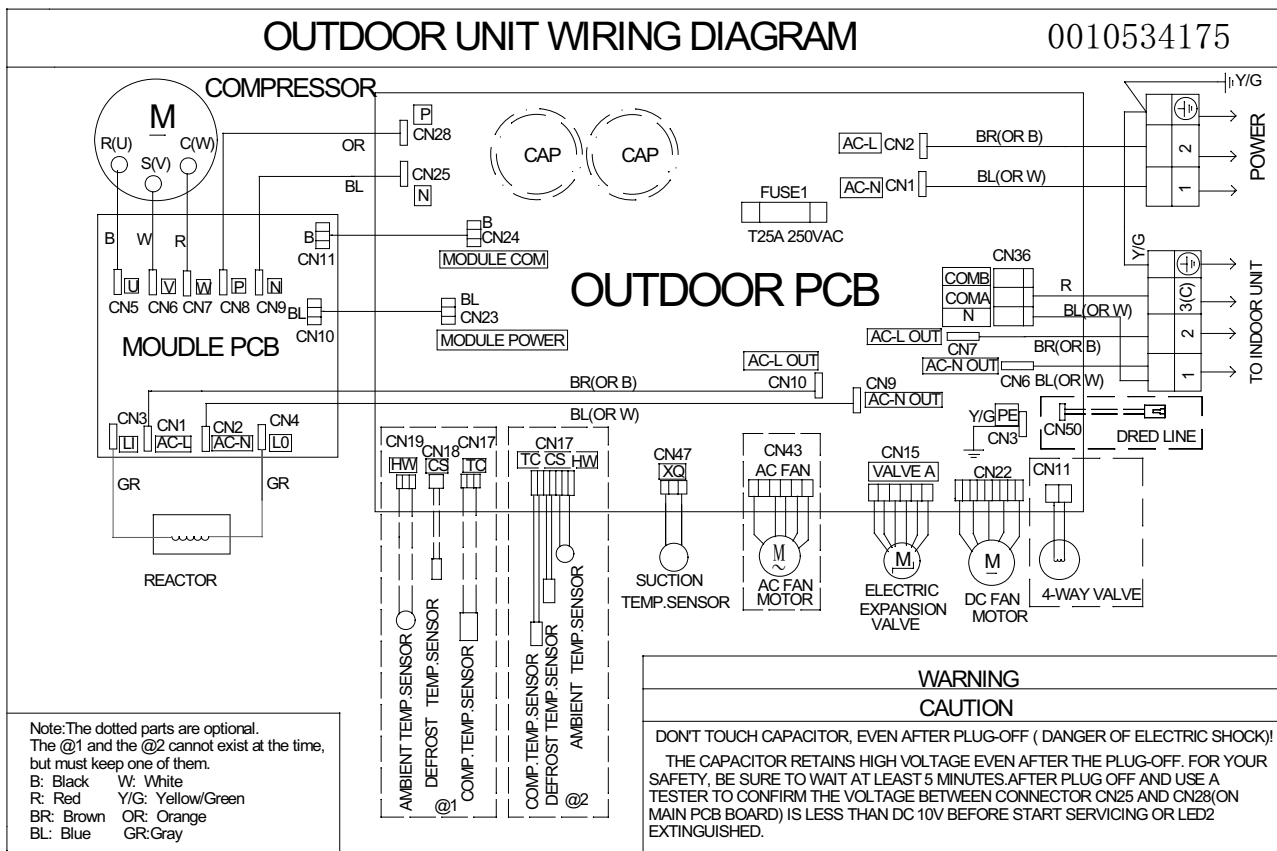 OUTDOOR UNIT WIRING DIAGRAM
0010534175
COMPRESSOR
M
R(U)
C(W)
S(V)
OR
BL
P
CN28
CN25
N
CAP
CAP
FUSE1
T25A 250VAC
AC-L CN2
BR(OR B)
AC-N CN1
BL(OR W)
Y/G
2
1
POWER
Y/G
B W R
B
CN11
B
CN24
MODULE COM
U V W P N
CN5 CN6 CN7 CN8 CN9
BL
CN10
BL
CN23
MODULE POWER
MOUDLE PCB
OUTDOOR PCB
CN36
COMB
COMA
N
R
BL(OR W)
3(C)
2
1
TO INDOOR UNIT
AC-L OUT
CN7
BR(OR B)
AC-N OUT
CN6
BL(OR W)
AC-L OUT
CN10
BR(OR B)
CN9
AC-N OUT
BL(OR W)
CN3
LI
CN1
AC-L
CN2
AC-N
CN4
L0
GR
GR
REACTOR
Y/G PE
CN3
CN50
DRED LINE
CN19
HW
CN18
CS
CN17
TC
AMBIENT TEMP.SENSOR
DEFROST TEMP.SENSOR
COMP.TEMP.SENSOR
@1
CN17
TC CS HW
COMP.TEMP.SENSOR
DEFROST TEMP.SENSOR
AMBIENT TEMP.SENSOR
@2
CN47
XQ
SUCTION
TEMP.SENSOR
CN43
AC FAN
M
~
AC FAN
MOTOR
CN15
VALVE A
M
ELECTRIC
EXPANSION
VALVE
CN22
M
DC FAN
MOTOR
CN11
4-WAY VALVE
Note:The dotted parts are optional.
The @1 and the @2 cannot exist at the time,
but must keep one of them.
B: Black W: White
R: Red Y/G: Yellow/Green
BR: Brown OR: Orange
BL: Blue GR:Gray
WARNING
CAUTION
DON'T TOUCH CAPACITOR, EVEN AFTER PLUG-OFF ( DANGER OF ELECTRIC SHOCK)!
THE CAPACITOR RETAINS HIGH VOLTAGE EVEN AFTER THE PLUG-OFF. FOR YOUR
SAFETY, BE SURE TO WAIT AT LEAST 5 MINUTES.AFTER PLUG OFF AND USE A
TESTER TO CONFIRM THE VOLTAGE BETWEEN CONNECTOR CN25 AND CN28(ON
MAIN PCB BOARD) IS LESS THAN DC 10V BEFORE START SERVICING OR LED2
EXTINGUISHED.